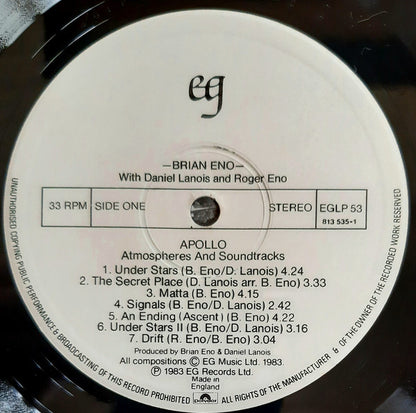 eg
—BRIAN ENO—
With Daniel Lanois and Roger Eno
33 RPM SIDE ONE STEREO EGLP 53
813 535-1
APOLLO
Atmospheres And Soundtracks
1. Under Stars (B. Eno/D. Lanois) 4.24
2. The Secret Place (D. Lanois arr. B. Eno) 3.33
3. Matta (B. Eno) 4.15
4. Signals (B. Eno/D. Lanois) 2.42
5. An Ending (Ascent) (B. Eno) 4.22
6. Under Stars II (B. Eno/D. Lanois) 3.16
7. Drift (R. Eno/B. Eno) 3.04
Produced by Brian Eno & Daniel Lanois
All compositions © EG Music Ltd. 1983.
℗ 1983 EG Records Ltd.
Made in
England
polydor
UNAUTHORISED COPYING PUBLIC PERFORMANCE & BROADCASTING OF THIS RECORD PROHIBITED ALL RIGHTS OF THE MANUFACTURER & OF THE OWNER OF THE RECORDED WORK RESERVED